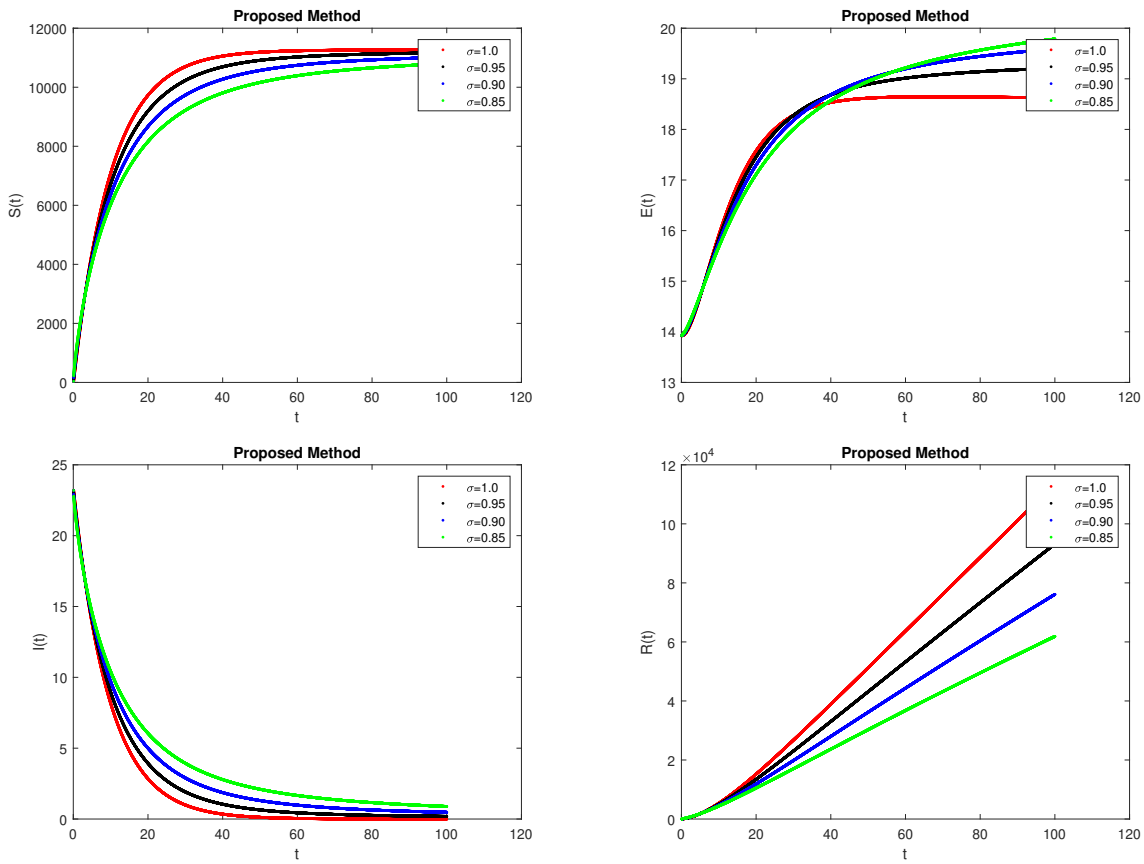 Proposed Method
12000
10000
8000
6000
4000
2000
0
S(t)
0 20 40 60 80 100 120
t
σ=1.0
σ=0.95
σ=0.90
σ=0.85
Proposed Method
20
19
18
17
16
15
14
13
E(t)
0 20 40 60 80 100 120
t
σ=1.0
σ=0.95
σ=0.90
σ=0.85
Proposed Method
25
20
15
10
5
0
I(t)
0 20 40 60 80 100 120
t
σ=1.0
σ=0.95
σ=0.90
σ=0.85
Proposed Method
×10⁴
12
10
8
6
4
2
0
R(t)
0 20 40 60 80 100 120
t
σ=1.0
σ=0.95
σ=0.90
σ=0.85